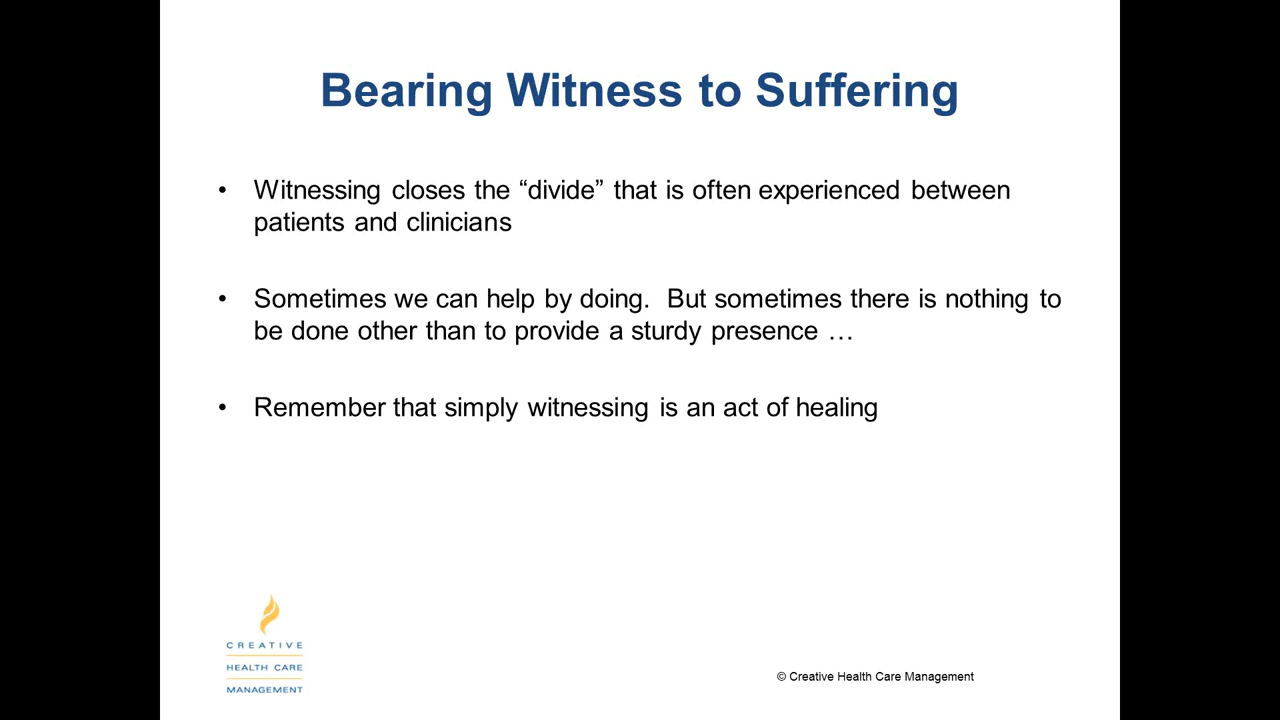 Bearing Witness to Suffering
• Witnessing closes the “divide” that is often experienced between
patients and clinicians
• Sometimes we can help by doing.  But sometimes there is nothing to
be done other than to provide a sturdy presence …
• Remember that simply witnessing is an act of healing
CREATIVE
HEALTH CARE
MANAGEMENT
© Creative Health Care Management